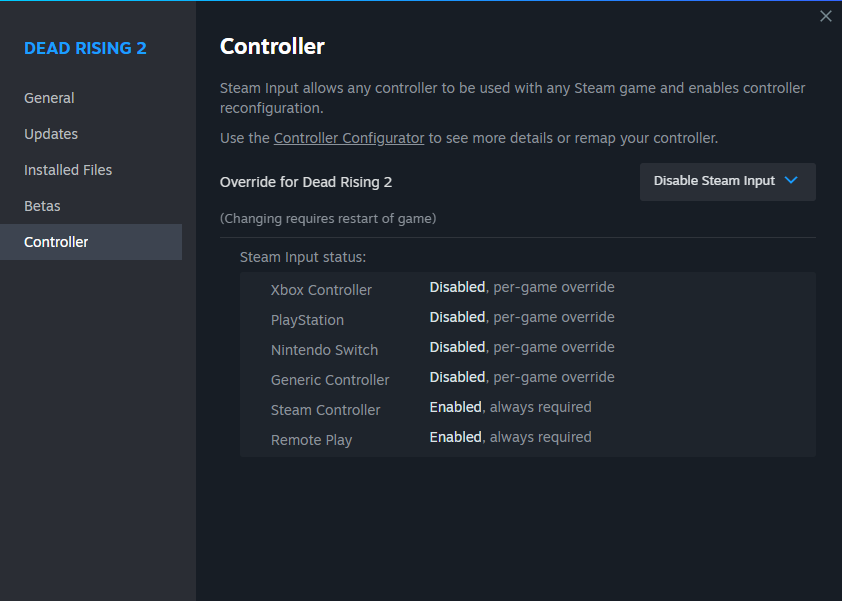 DEAD RISING 2
General
Updates
Installed Files
Betas
Controller
Controller
Steam Input allows any controller to be used with any Steam game and enables controller
reconfiguration.
Use the Controller Configurator to see more details or remap your controller.
Override for Dead Rising 2
Disable Steam Input
(Changing requires restart of game)
Steam Input status:
Xbox Controller Disabled, per-game override
PlayStation Disabled, per-game override
Nintendo Switch Disabled, per-game override
Generic Controller Disabled, per-game override
Steam Controller Enabled, always required
Remote Play Enabled, always required